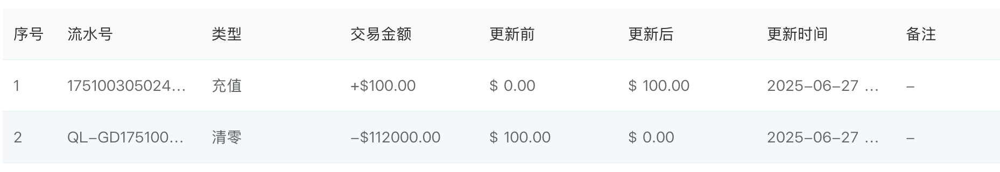 序号 流水号 类型 交易金额 更新前 更新后 更新时间 备注
1 175100305024... 充值 +$100.00 $ 0.00 $ 100.00 2025-06-27 ... -
2 QL-GD175100... 清零 -$112000.00 $ 100.00 $ 0.00 2025-06-27 ... -